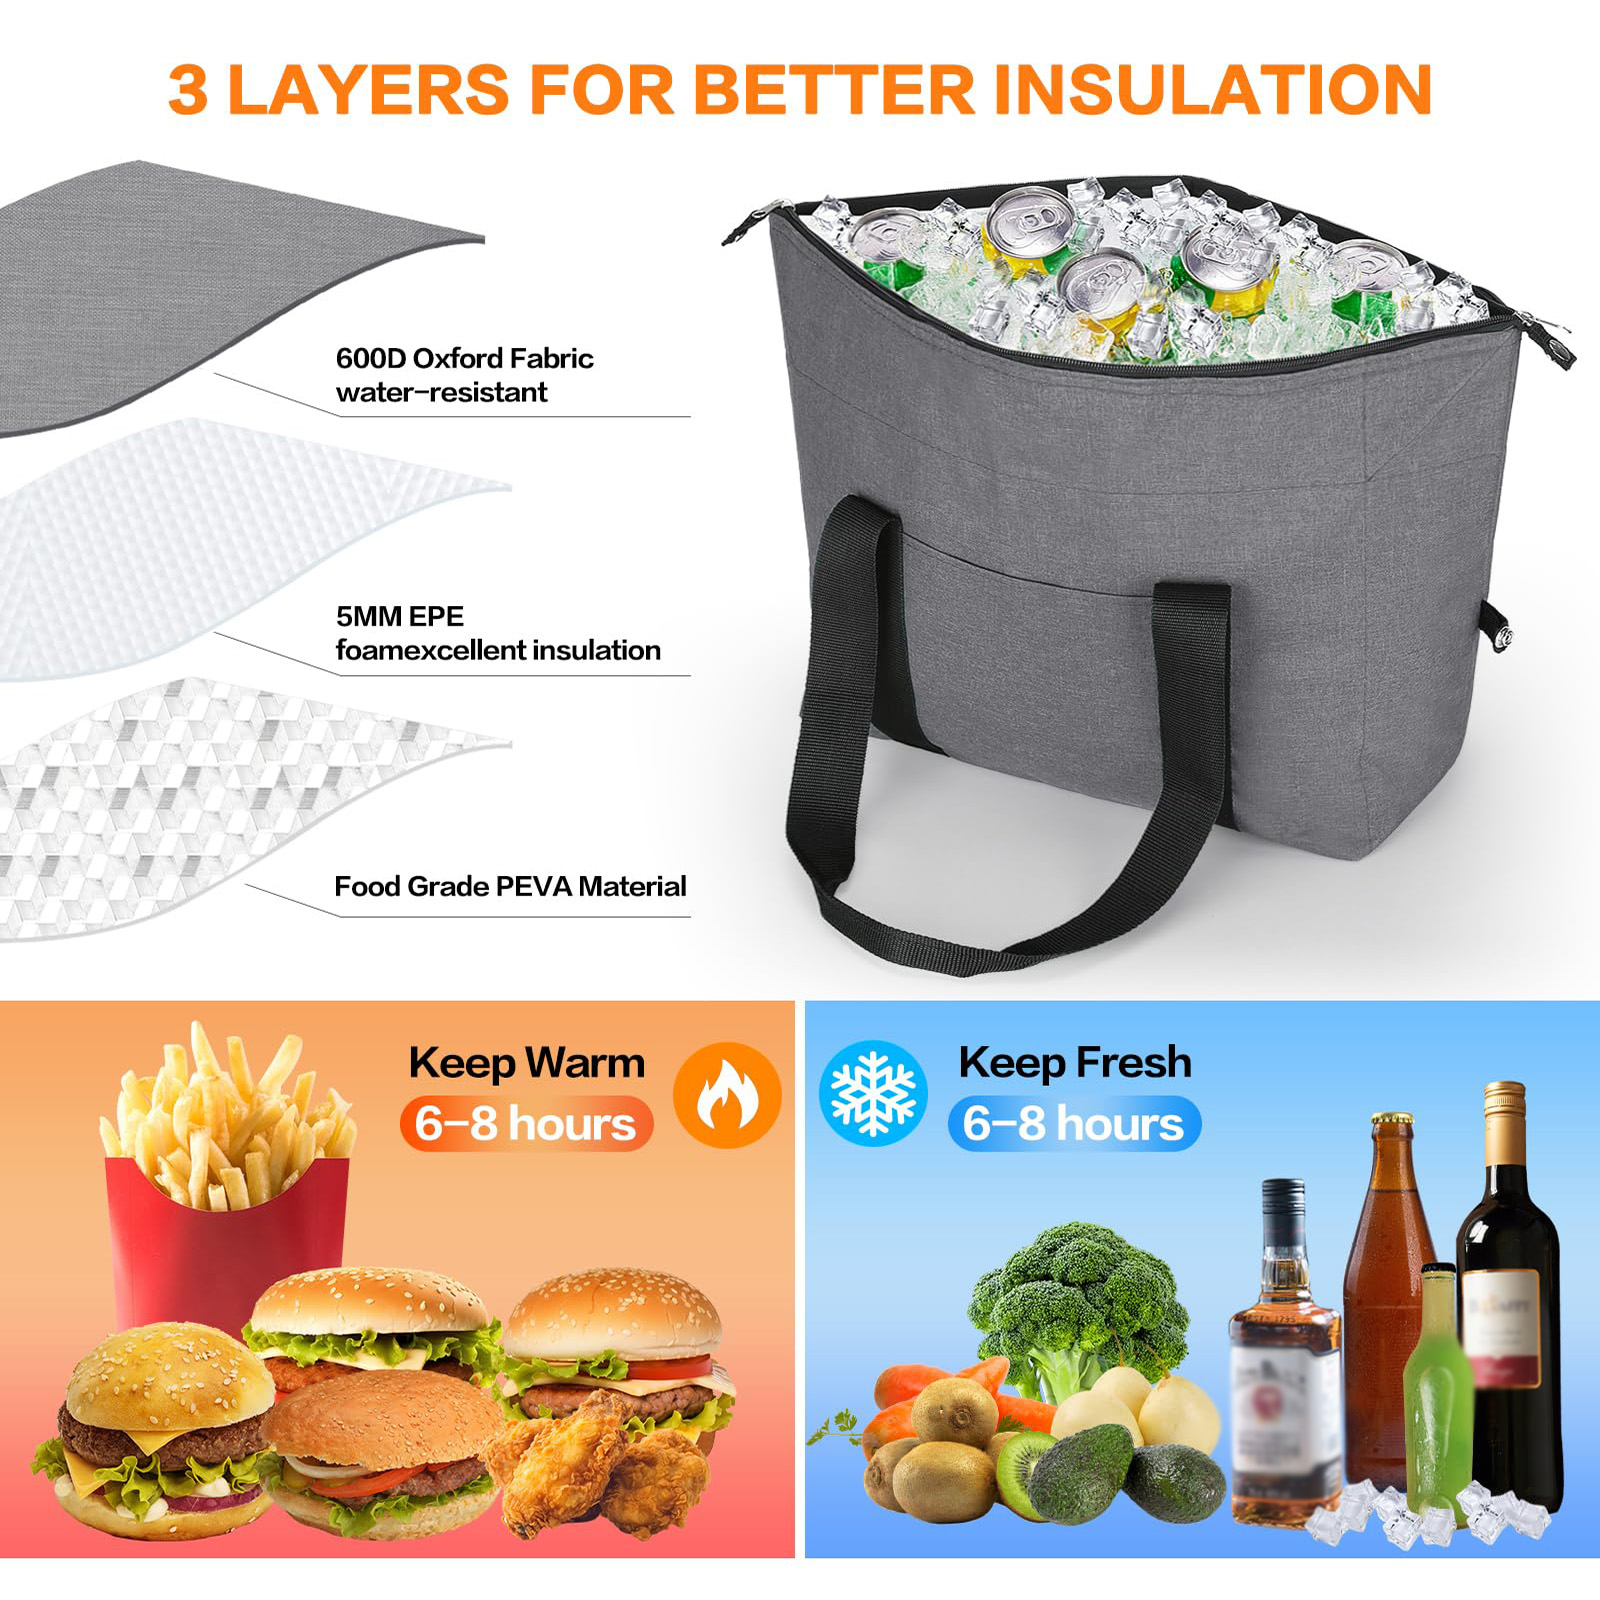 3 LAYERS FOR BETTER INSULATION
600D Oxford Fabric
water-resistant
5MM EPE
foamexcellent insulation
Food Grade PEVA Material
Keep Warm
6-8 hours
Keep Fresh
6-8 hours